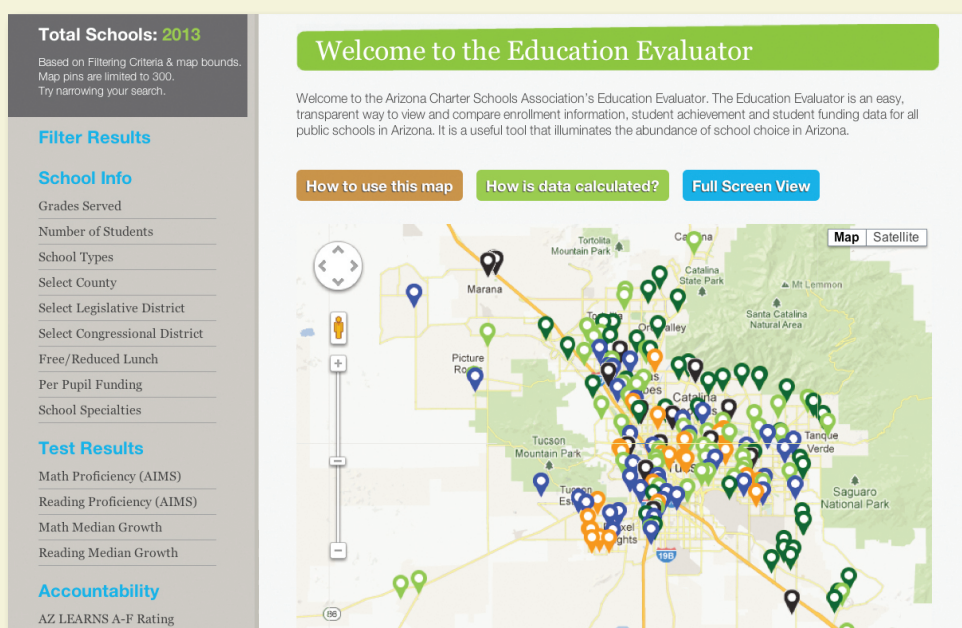 Total Schools: 2013
Based on Filtering Criteria & map bounds.
Map pins are limited to 300.
Try narrowing your search.
Filter Results
School Info
Grades Served
Number of Students
School Types
Select County
Select Legislative District
Select Congressional District
Free/Reduced Lunch
Per Pupil Funding
School Specialties
Test Results
Math Proficiency (AIMS)
Reading Proficiency (AIMS)
Math Median Growth
Reading Median Growth
Accountability
AZ LEARNS A-F Rating
Welcome to the Education Evaluator
Welcome to the Arizona Charter Schools Association's Education Evaluator. The Education Evaluator is an easy,
transparent way to view and compare enrollment information, student achievement and student funding data for all
public schools in Arizona. It is a useful tool that illuminates the abundance of school choice in Arizona.
How to use this map
How is data calculated?
Full Screen View
Map
Satellite
Tortolita
Mountain Park
Catalina
State Park
Mt Lemmon
Marana
Santa Catalina
Natural Area
Picture
Catalina
Tanque
Verde
Tucson
Mountain Park
Saguaro
National Park
19B
86